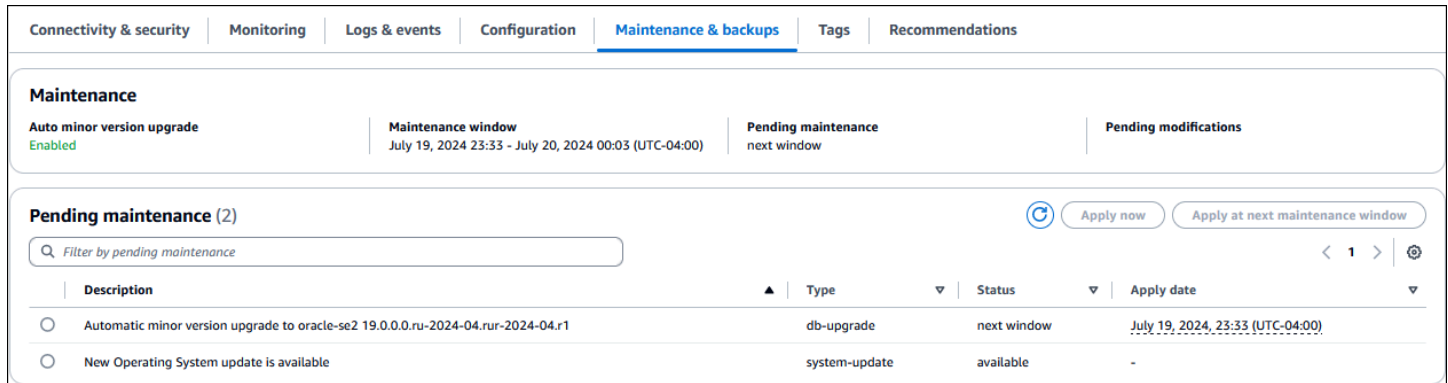 Connectivity & security Monitoring Logs & events Configuration Maintenance & backups Tags Recommendations
Maintenance
Auto minor version upgrade Maintenance window Pending maintenance Pending modifications
Enabled July 19, 2024 23:33 - July 20, 2024 00:03 (UTC-04:00) next window
Pending maintenance (2) Apply now Apply at next maintenance window
Filter by pending maintenance 1
Description Type Status Apply date
Automatic minor version upgrade to oracle-se2 19.0.0.0.ru-2024-04.rur-2024-04.r1 db-upgrade next window July 19, 2024, 23:33 (UTC-04:00)
New Operating System update is available system-update available -